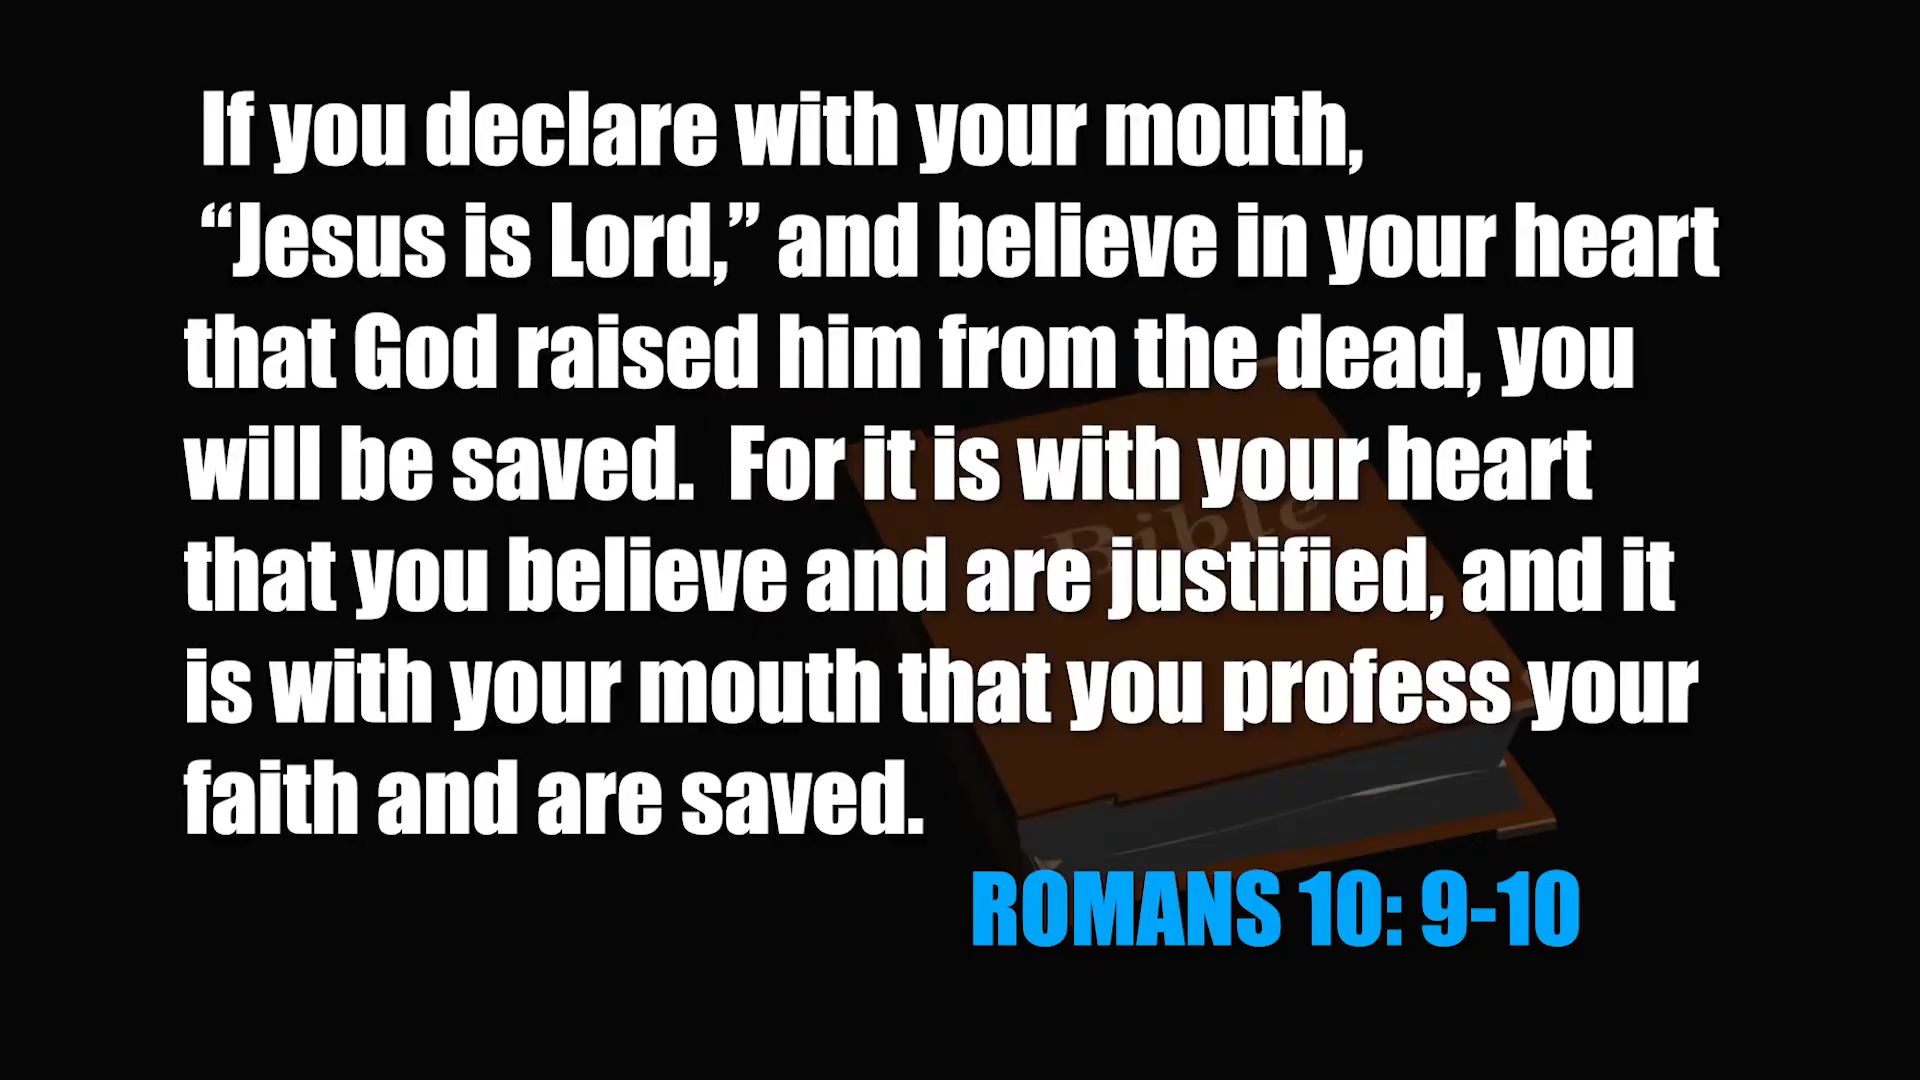 If you declare with your mouth,
“Jesus is Lord,” and believe in your heart
that God raised him from the dead, you
will be saved.  For it is with your heart
Bible
that you believe and are justified, and it
is with your mouth that you profess your
faith and are saved.
ROMANS 10: 9-10